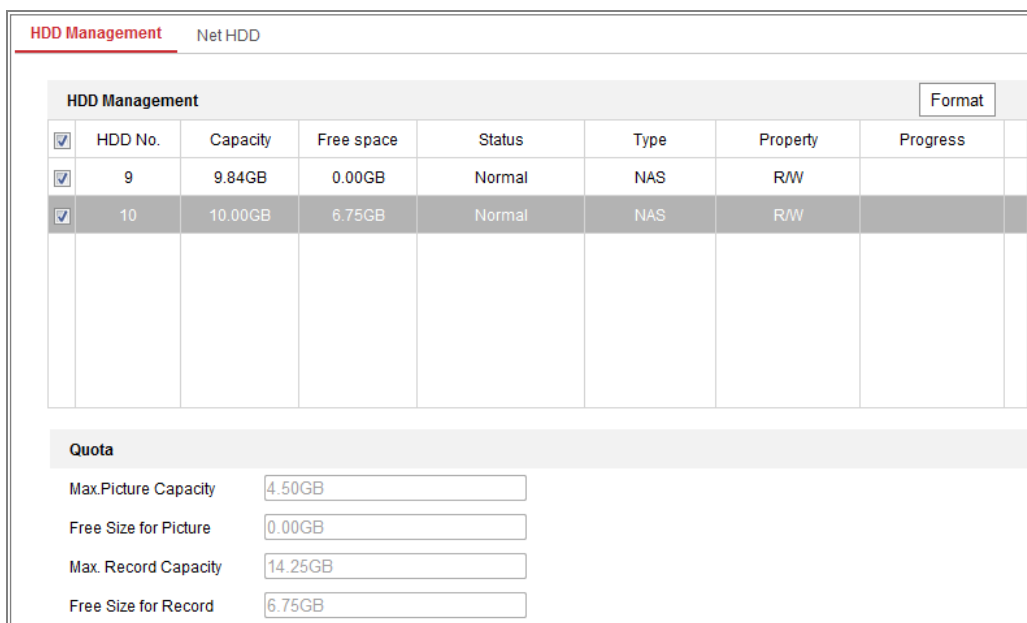 HDD Management Net HDD
HDD Management Format
HDD No. Capacity Free space Status Type Property Progress
9 9.84GB 0.00GB Normal NAS R/W
10 10.00GB 6.75GB Normal NAS R/W
Quota
Max.Picture Capacity 4.50GB
Free Size for Picture 0.00GB
Max. Record Capacity 14.25GB
Free Size for Record 6.75GB